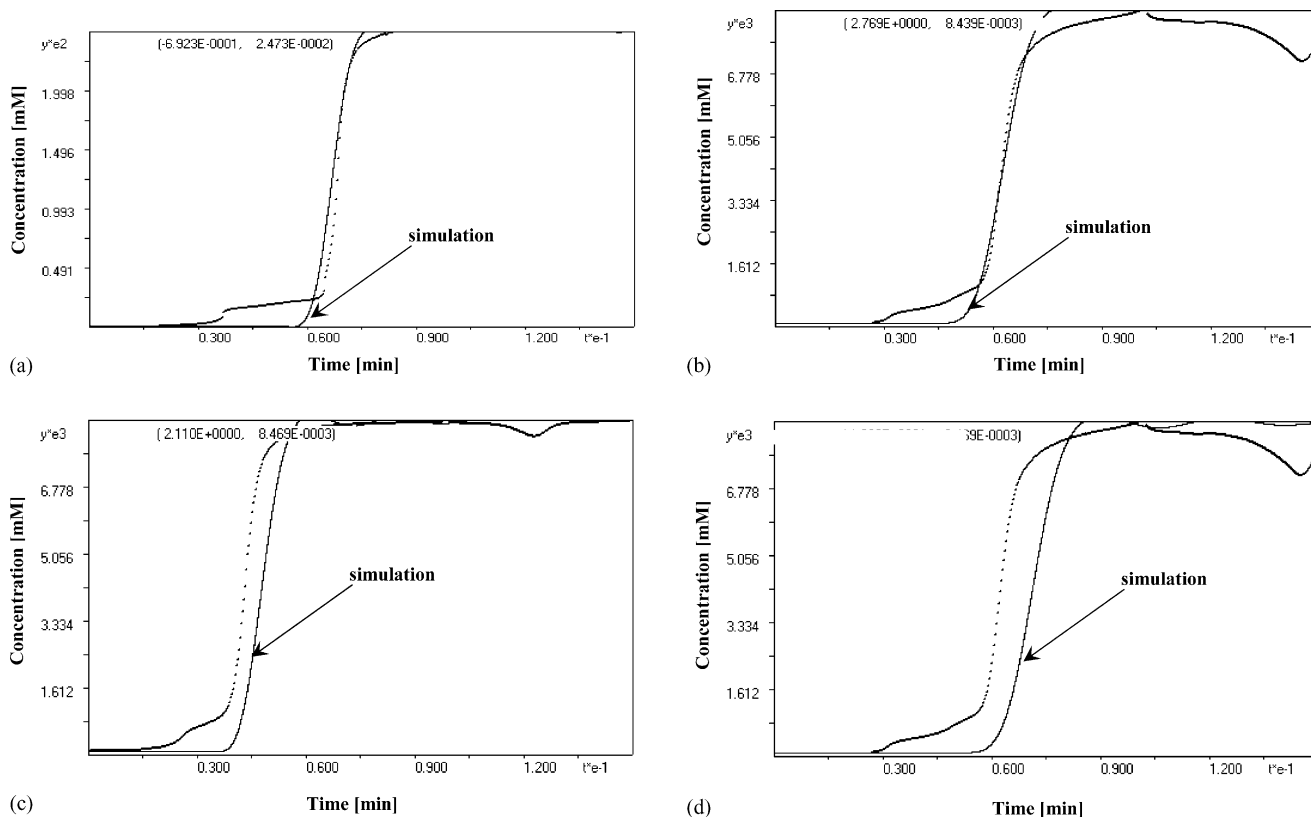 y*e2
(-6.923E-0001, 2.473E-0002)
1.998
1.496
0.993
0.491
Concentration [mM]
simulation
0.300 0.600 0.900 1.200 t*e-1
Time [min]
(a)
y*e3
(2.769E+0000, 8.439E-0003)
6.778
5.056
3.334
1.612
Concentration [mM]
simulation
0.300 0.600 0.900 1.200 t*e-1
Time [min]
(b)
y*e3
(2.110E+0000, 8.469E-0003)
6.778
5.056
3.334
1.612
Concentration [mM]
simulation
0.300 0.600 0.900 1.200 t*e-1
Time [min]
(c)
y*e3
69E-0003)
6.778
5.056
3.334
1.612
Concentration [mM]
simulation
0.300 0.600 0.900 1.200 t*e-1
Time [min]
(d)